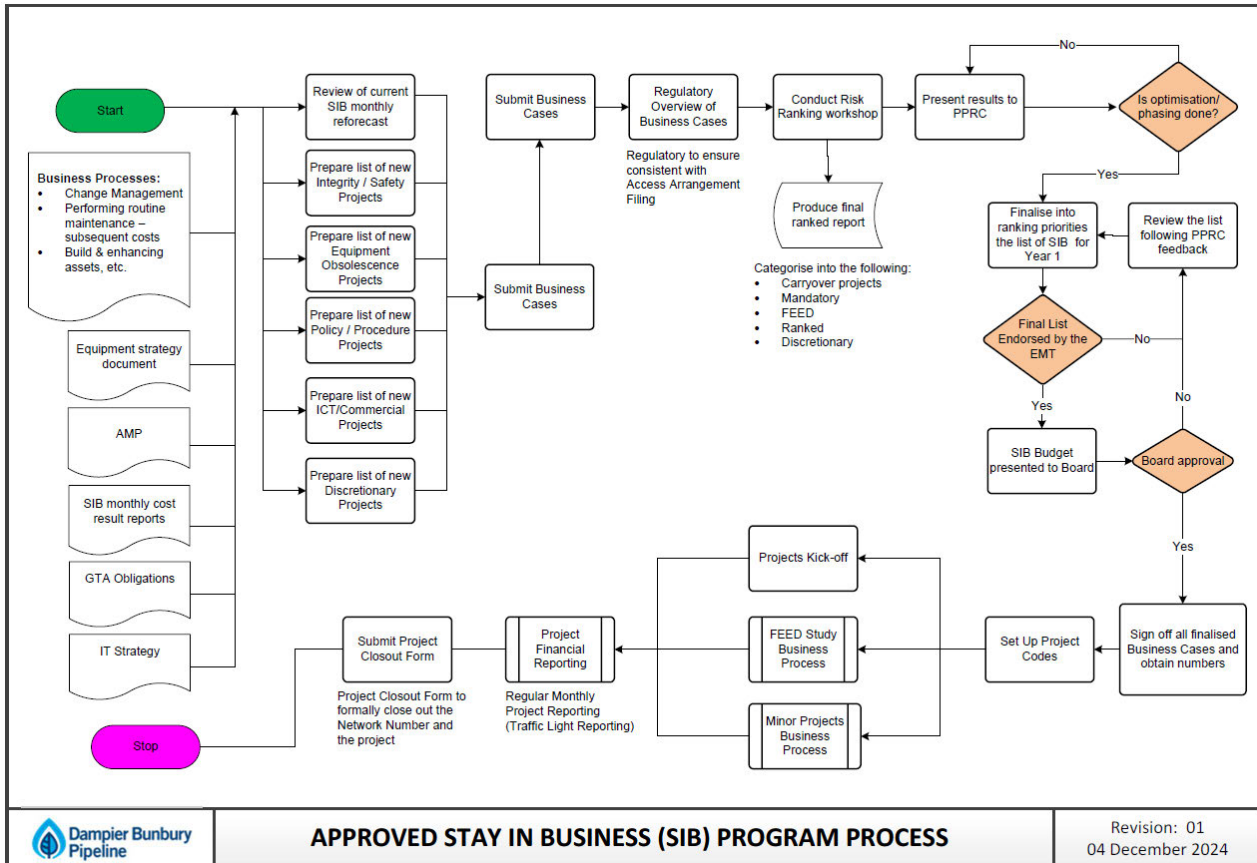 Start
Business Processes:
• Change Management
• Performing routine
maintenance –
subsequent costs
• Build & enhancing
assets, etc.
Equipment strategy
document
AMP
SIB monthly cost
result reports
GTA Obligations
IT Strategy
Stop
Review of current
SIB monthly
reforecast
Prepare list of new
Integrity / Safety
Projects
Prepare list of new
Equipment
Obsolescence
Projects
Prepare list of new
Policy / Procedure
Projects
Prepare list of new
ICT/Commercial
Projects
Prepare list of new
Discretionary
Projects
Submit Business
Cases
Submit Business
Cases
Regulatory
Overview of
Business Cases
Regulatory to ensure
consistent with
Access Arrangement
Filing
Conduct Risk
Ranking workshop
Produce final
ranked report
Categorise into the following:
• Carryover projects
• Mandatory
• FEED
• Ranked
• Discretionary
Present results to
PPRC
No
Is optimisation/
phasing done?
Yes
Finalise into
ranking priorities
the list of SIB for
Year 1
Review the list
following PPRC
feedback
Final List
Endorsed by the
EMT
No
Yes
No
SIB Budget
presented to Board
Board approval
Yes
Sign off all finalised
Business Cases and
obtain numbers
Set Up Project
Codes
Projects Kick-off
FEED Study
Business
Process
Minor Projects
Business
Process
Project
Financial
Reporting
Regular Monthly
Project Reporting
(Traffic Light Reporting)
Submit Project
Closout Form
Project Closout Form to
formally close out the
Network Number and
the project
Dampier Bunbury
Pipeline
APPROVED STAY IN BUSINESS (SIB) PROGRAM PROCESS
Revision: 01
04 December 2024